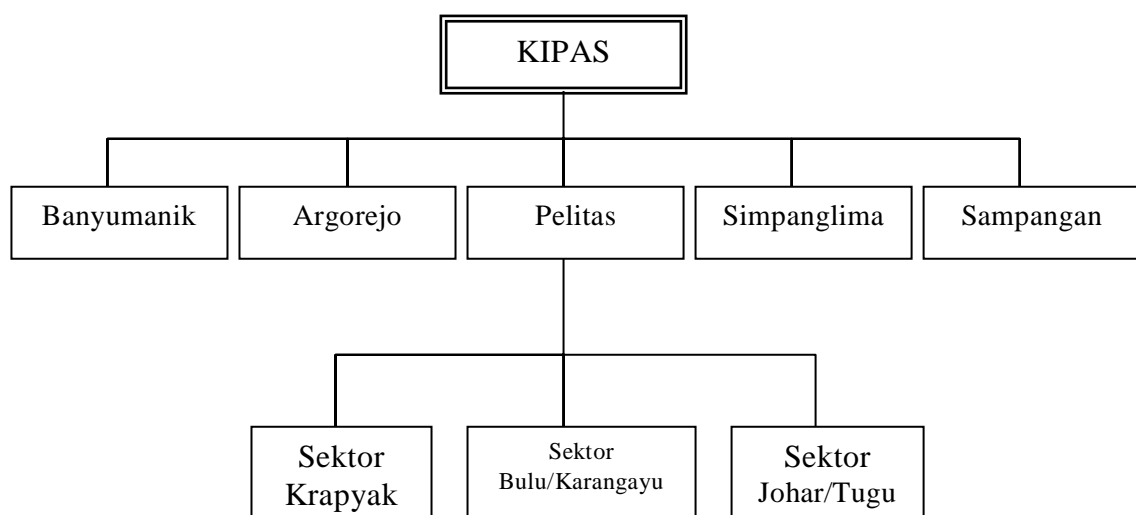 KIPAS
Banyumanik
Argorejo
Pelitas
Simpanglima
Sampangan
Sektor
Krapyak
Sektor
Bulu/Karangayu
Sektor
Johar/Tugu